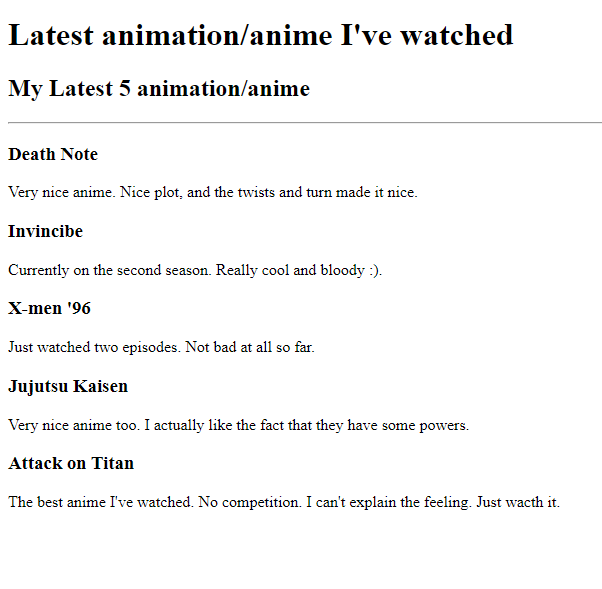 Latest animation/anime I've watched
My Latest 5 animation/anime
Death Note
Very nice anime. Nice plot, and the twists and turn made it nice.
Invincibe
Currently on the second season. Really cool and bloody :).
X-men '96
Just watched two episodes. Not bad at all so far.
Jujutsu Kaisen
Very nice anime too. I actually like the fact that they have some powers.
Attack on Titan
The best anime I've watched. No competition. I can't explain the feeling. Just wacth it.